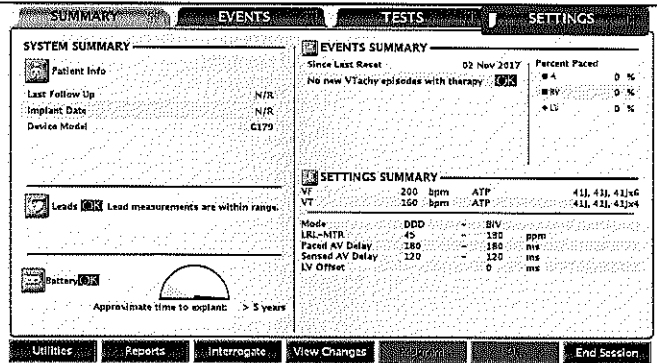 SUMMARY
EVENTS
TESTS
SETTINGS
SYSTEM SUMMARY
Patient Info
Last Follow Up N/R
Implant Date N/R
Device Model G179
Leads OK Lead measurements are within range.
Battery OK
Approximate time to explant: > 5 years
EVENTS SUMMARY
Since Last Reset 02 Nov 2017
No new VTachy episodes with therapy OK
Percent Paced
A 0 %
RV 0 %
LV 0 %
SETTINGS SUMMARY
VF 200 bpm ATP 41J, 41J, 41Jx6
VT 160 bpm ATP 41J, 41J, 41Jx4
Mode DDD - BiV
LRL-MTR 45 - 130 ppm
Paced AV Delay 180 - 180 ms
Sensed AV Delay 120 - 120 ms
LV Offset 0 ms
Utilities
Reports
Interrogate
View Changes
End Session